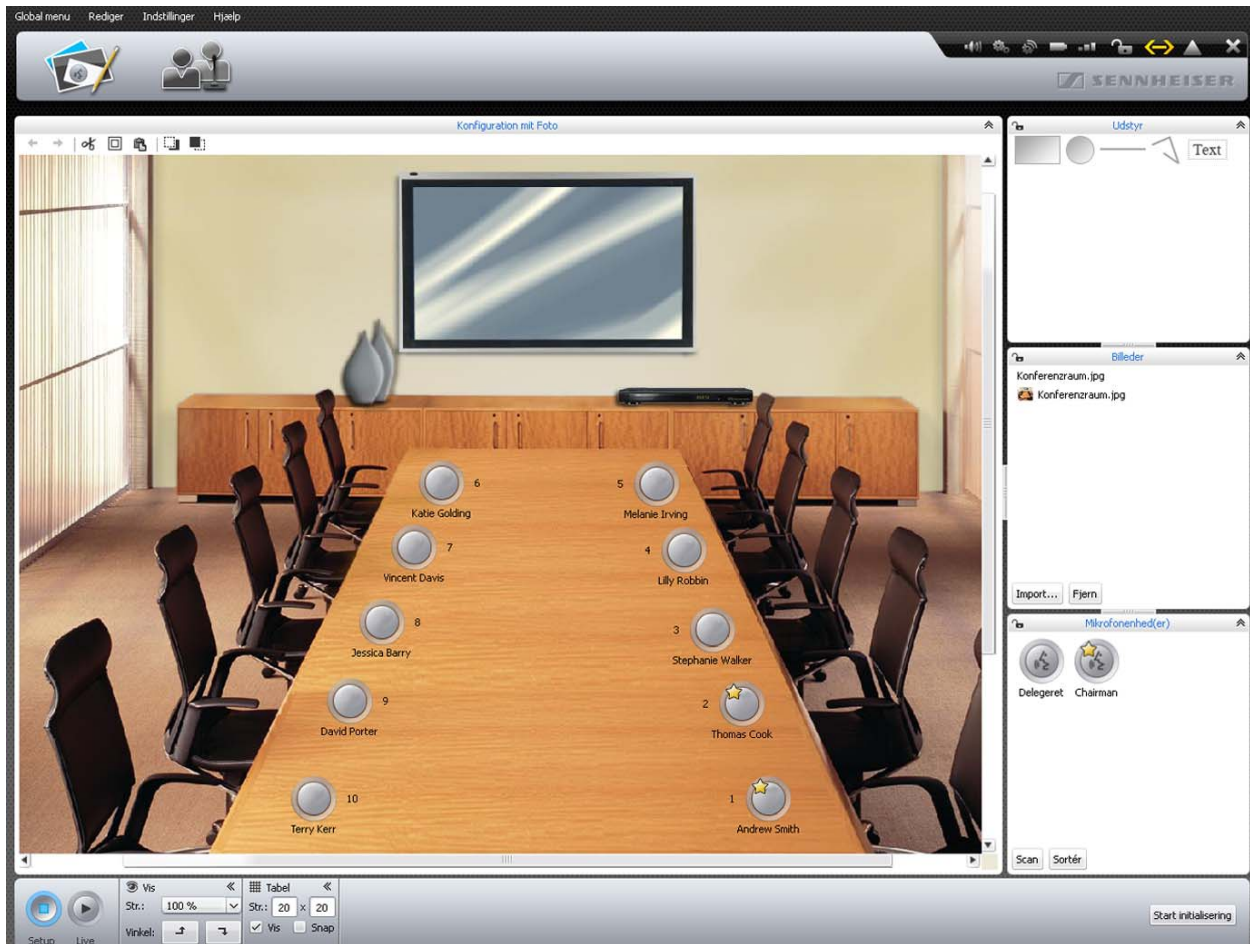 Global menu Rediger Indstillinger Hjælp
SENNHEISER
Konfiguration mit Foto
Udstyr
Text
Billeder
Konferenzraum.jpg
Konferenzraum.jpg
Import... Fjern
Mikrofonenhed(er)
Delegeret Chairman
Scan Sortér
6
Katie Golding
5
Melanie Irving
7
Vincent Davis
4
Lilly Robbin
8
Jessica Barry
3
Stephanie Walker
9
David Porter
2
Thomas Cook
10
Terry Kerr
1
Andrew Smith
Setup Live
Vis
Str.: 100 %
Vinkel:
Tabel
Str.: 20 x 20
Vis Snap
Start initialisering